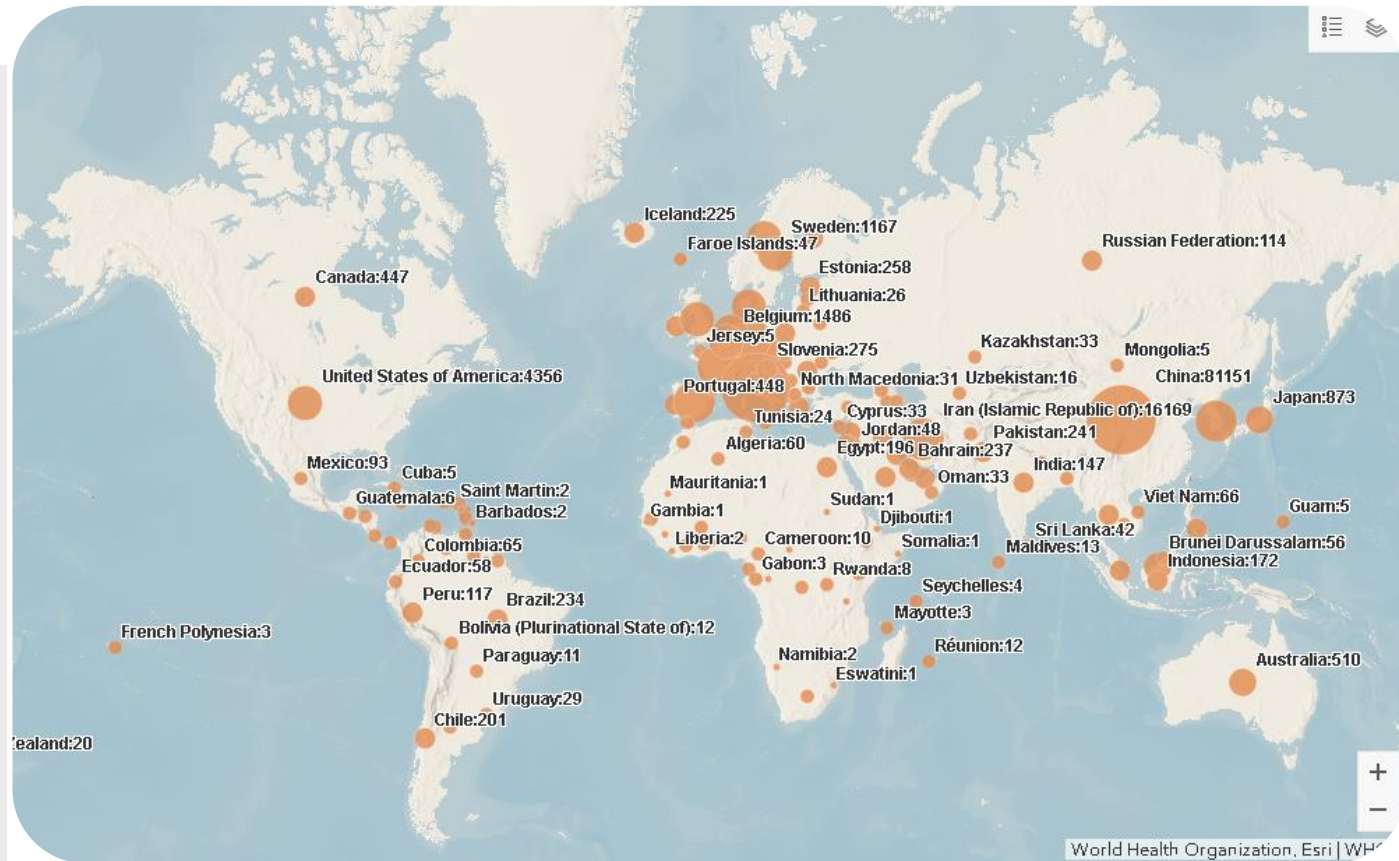 Iceland:225
Sweden:1167
Faroe Islands:47
Russian Federation:114
Estonia:258
Canada:447
Lithuania:26
Belgium:1486
Jersey:5
Kazakhstan:33
Slovenia:275
Mongolia:5
United States of America:4356
North Macedonia:31
Uzbekistan:16
China:81151
Portugal:448
Japan:873
Tunisia:24
Cyprus:33
Iran (Islamic Republic of):16169
Jordan:48
Pakistan:241
Algeria:60
Egypt:196
Bahrain:237
Mexico:93
India:147
Cuba:5
Oman:33
Mauritania:1
Guatemala:6
Saint Martin:2
Sudan:1
Viet Nam:66
Guam:5
Gambia:1
Barbados:2
Djibouti:1
Sri Lanka:42
Liberia:2
Cameroon:10
Somalia:1
Brunei Darussalam:56
Colombia:65
Maldives:13
Indonesia:172
Ecuador:58
Gabon:3
Rwanda:8
Seychelles:4
Peru:117
Brazil:234
Mayotte:3
French Polynesia:3
Bolivia (Plurinational State of):12
Réunion:12
Paraguay:11
Namibia:2
Australia:510
Eswatini:1
Uruguay:29
Chile:201
Zealand:20
+
−
World Health Organization, Esri | WHO